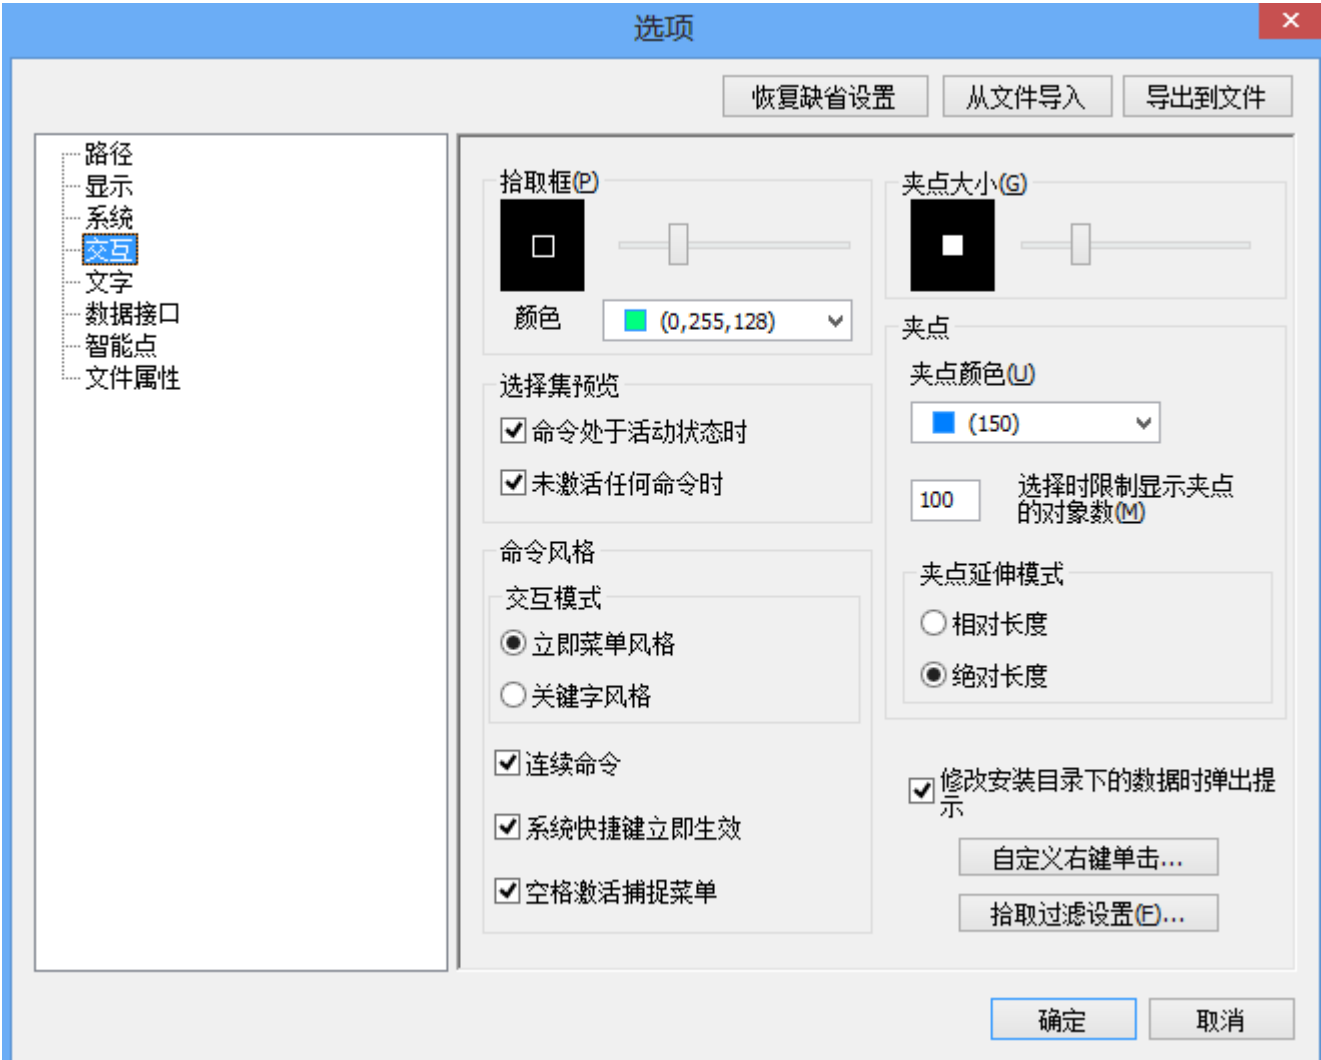 选项
恢复缺省设置
从文件导入
导出到文件
路径
显示
系统
交互
文字
数据接口
智能点
文件属性
拾取框(P)
颜色
(0,255,128)
选择集预览
命令处于活动状态时
未激活任何命令时
命令风格
交互模式
立即菜单风格
关键字风格
连续命令
系统快捷键立即生效
空格激活捕捉菜单
夹点大小(G)
夹点
夹点颜色(U)
(150)
100
选择时限制显示夹点
的对象数(M)
夹点延伸模式
相对长度
绝对长度
修改安装目录下的数据时弹出提
示
自定义右键单击...
拾取过滤设置(F)...
确定
取消